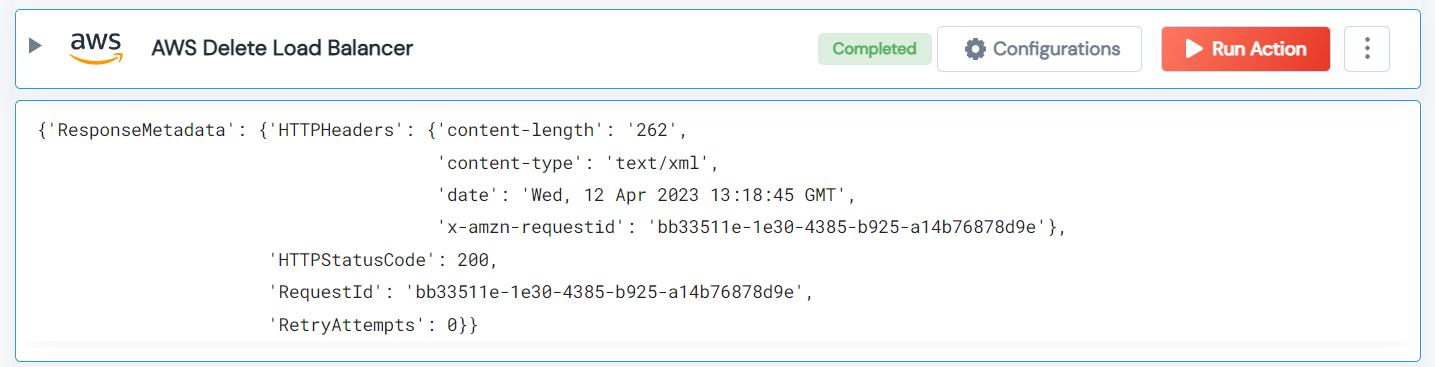 aws AWS Delete Load Balancer Completed Configurations Run Action
{'ResponseMetadata': {'HTTPHeaders': {'content-length': '262',
'content-type': 'text/xml',
'date': 'Wed, 12 Apr 2023 13:18:45 GMT',
'x-amzn-requestid': 'bb33511e-1e30-4385-b925-a14b76878d9e'},
'HTTPStatusCode': 200,
'RequestId': 'bb33511e-1e30-4385-b925-a14b76878d9e',
'RetryAttempts': 0}}